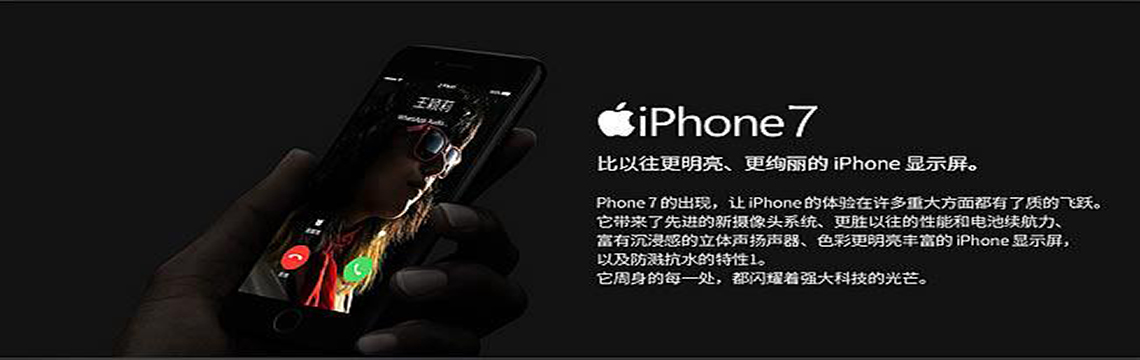 王颖莉
WhatsApp Audio...
iPhone7
比以往更明亮、更绚丽的 iPhone 显示屏。
Phone 7 的出现，让 iPhone 的体验在许多重大方面都有了质的飞跃。
它带来了先进的新摄像头系统、更胜以往的性能和电池续航力、
富有沉浸感的立体声扬声器、色彩更明亮丰富的 iPhone 显示屏，
以及防溅抗水的特性1。
它周身的每一处，都闪耀着强大科技的光芒。